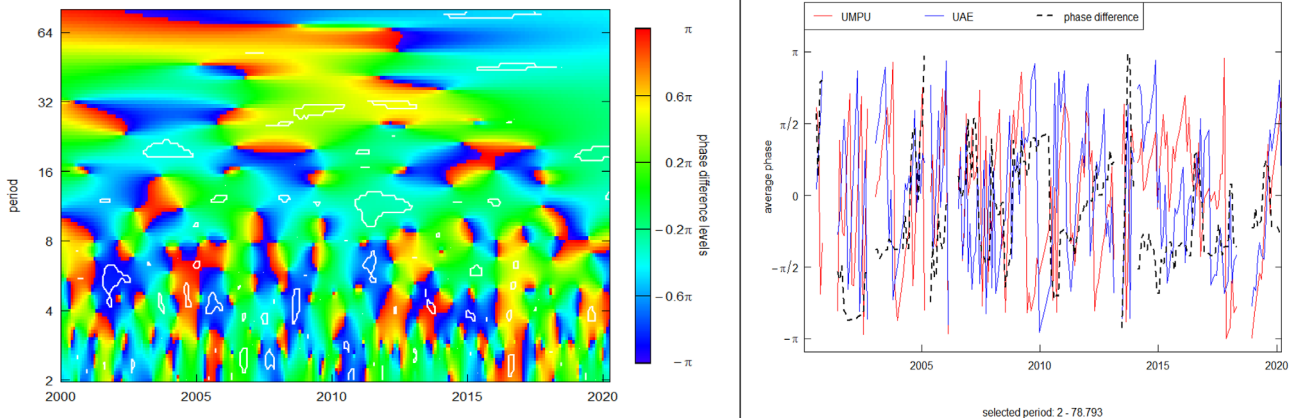 64
32
16
8
4
2
period
2000
2005
2010
2015
2020
π
0.6π
0.2π
−0.2π
−0.6π
−π
phase difference levels
UMPU
UAE
phase difference
π
π/2
0
−π/2
−π
average phase
2005
2010
2015
2020
selected period: 2 - 78.793